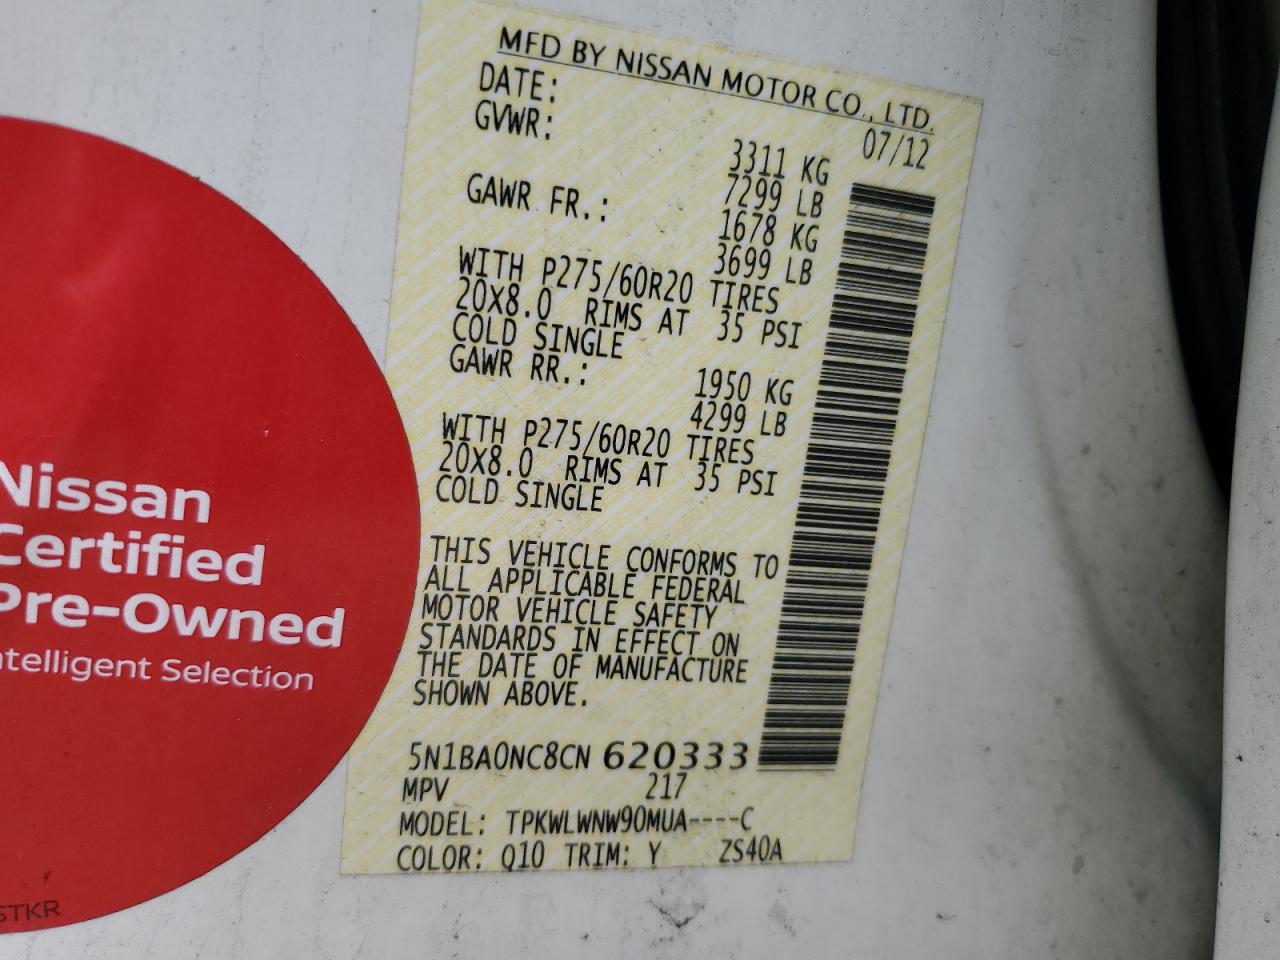 MFD BY NISSAN MOTOR CO., LTD.
DATE: 07/12
GVWR: 3311 KG
7299 LB
GAWR FR.: 1678 KG
3699 LB
WITH P275/60R20 TIRES
20X8.0 RIMS AT 35 PSI
COLD SINGLE
GAWR RR.: 1950 KG
4299 LB
WITH P275/60R20 TIRES
20X8.0 RIMS AT 35 PSI
COLD SINGLE
THIS VEHICLE CONFORMS TO
ALL APPLICABLE FEDERAL
MOTOR VEHICLE SAFETY
STANDARDS IN EFFECT ON
THE DATE OF MANUFACTURE
SHOWN ABOVE.
5N1BA0NC8CN 620333
MPV 217
MODEL: TPKWLWNW90MUA----C
COLOR: Q10 TRIM: Y ZS40A
Nissan
Certified
Pre-Owned
ntelligent Selection
STKR